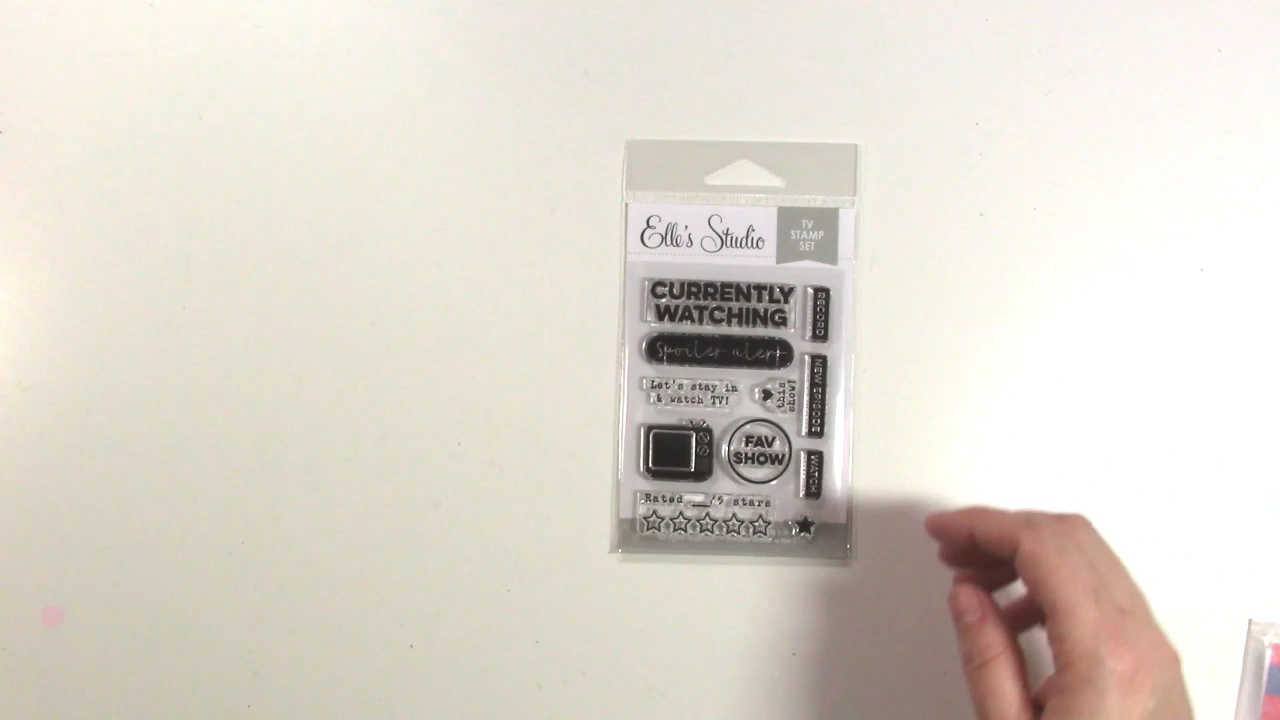 Elle's Studio
TV
STAMP
SET
CURRENTLY
WATCHING
RECORD
spoiler alert
NEW EPISODE
Let's stay in
& watch TV!
this
show!
FAV
SHOW
WATCH
Rated __/5 stars